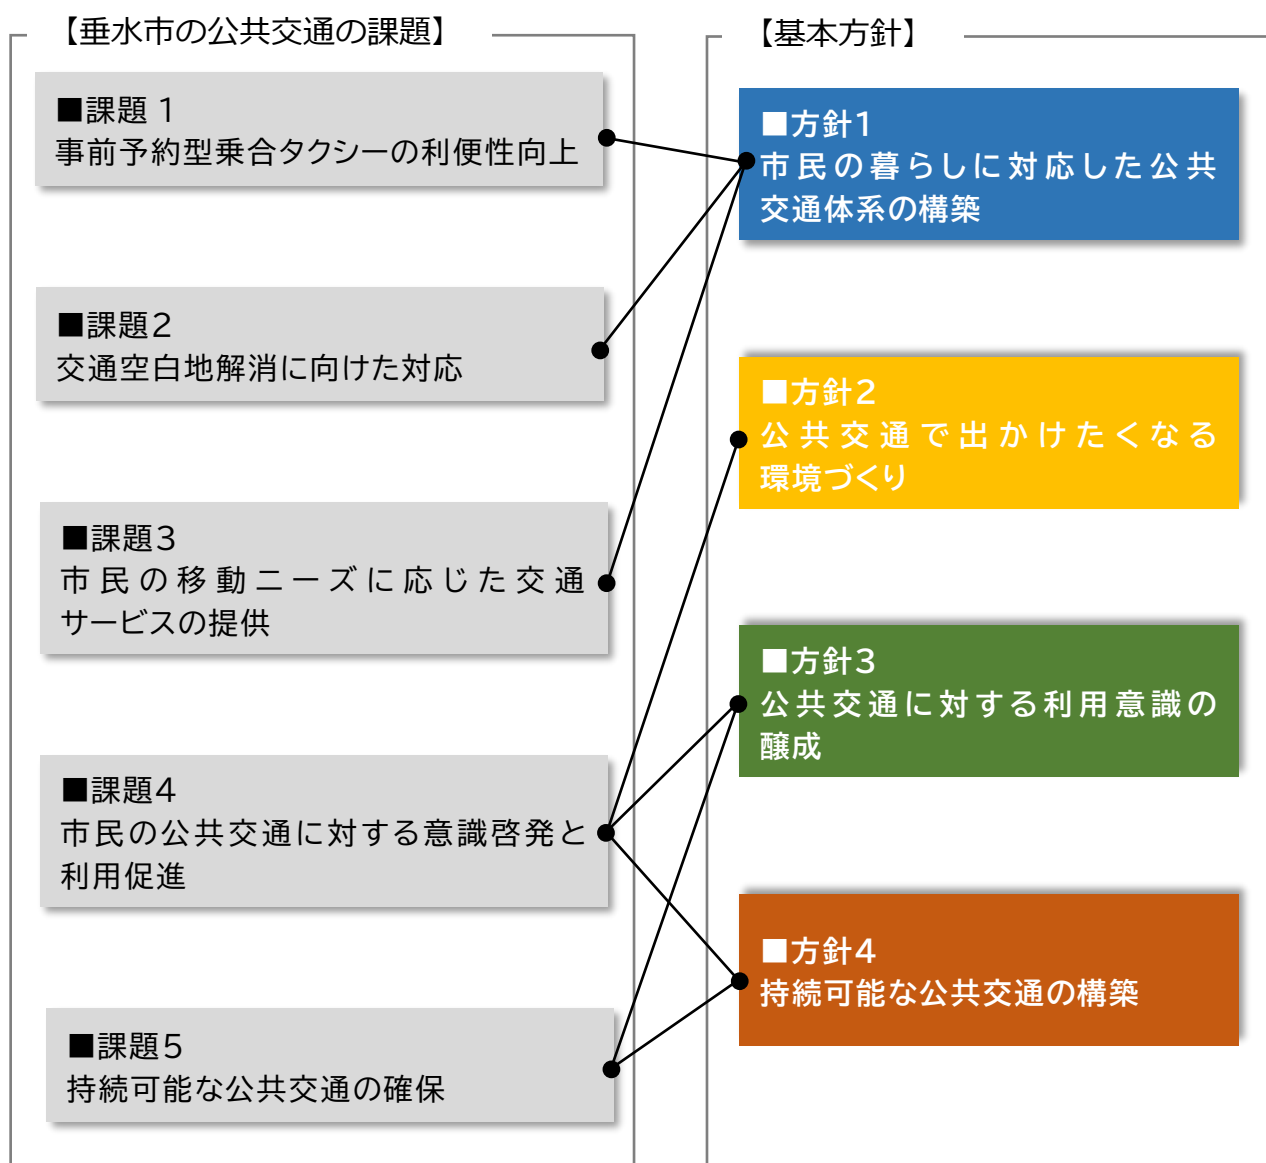 【垂水市の公共交通の課題】
■課題１
事前予約型乗合タクシーの利便性向上
■課題２
交通空白地解消に向けた対応
■課題３
市民の移動ニーズに応じた交通
サービスの提供
■課題４
市民の公共交通に対する意識啓発と
利用促進
■課題５
持続可能な公共交通の確保
【基本方針】
■方針１
市民の暮らしに対応した公共
交通体系の構築
■方針２
公共交通で出かけたくなる
環境づくり
■方針３
公共交通に対する利用意識の
醸成
■方針４
持続可能な公共交通の構築